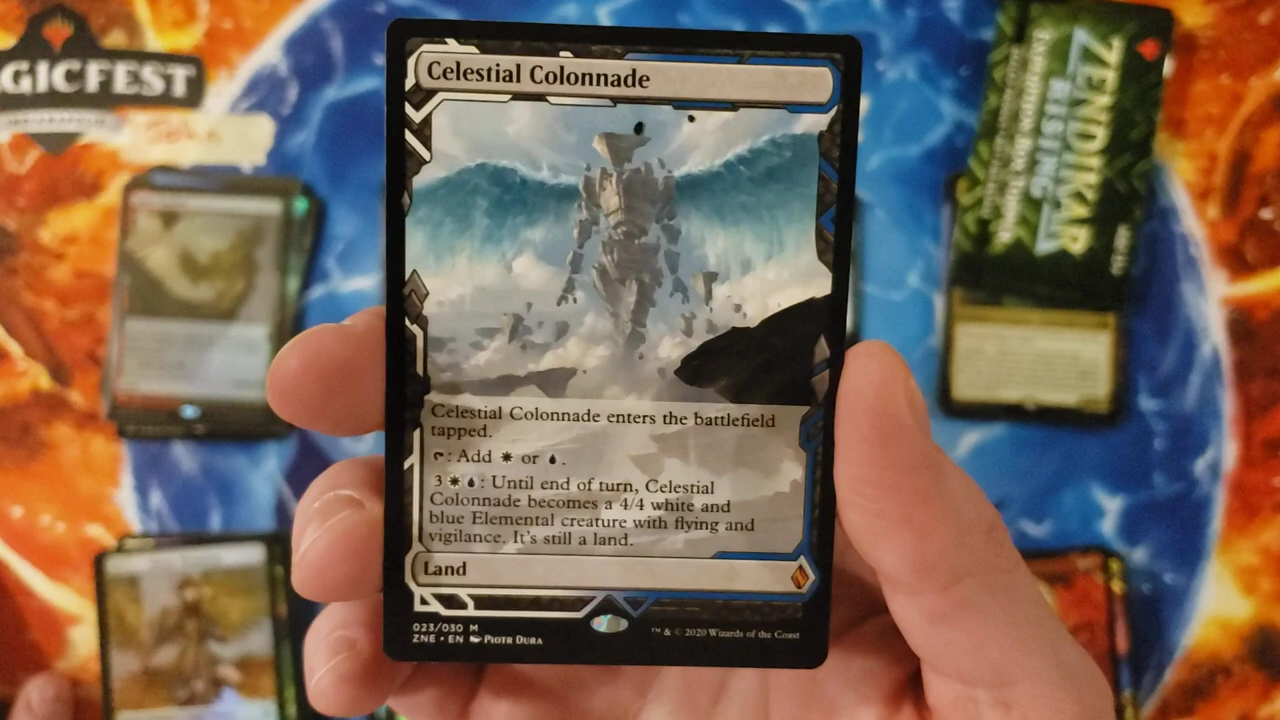 GICFEST
INDIANAPOLIS
Celestial Colonnade
ZENDIKAR
RISING
Celestial Colonnade enters the battlefield
tapped.
: Add or .
3 : Until end of turn, Celestial
Colonnade becomes a 4/4 white and
blue Elemental creature with flying and
vigilance. It's still a land.
Land
023/030 M
ZNE • EN Piotr Dura
™ & © 2020 Wizards of the Coast